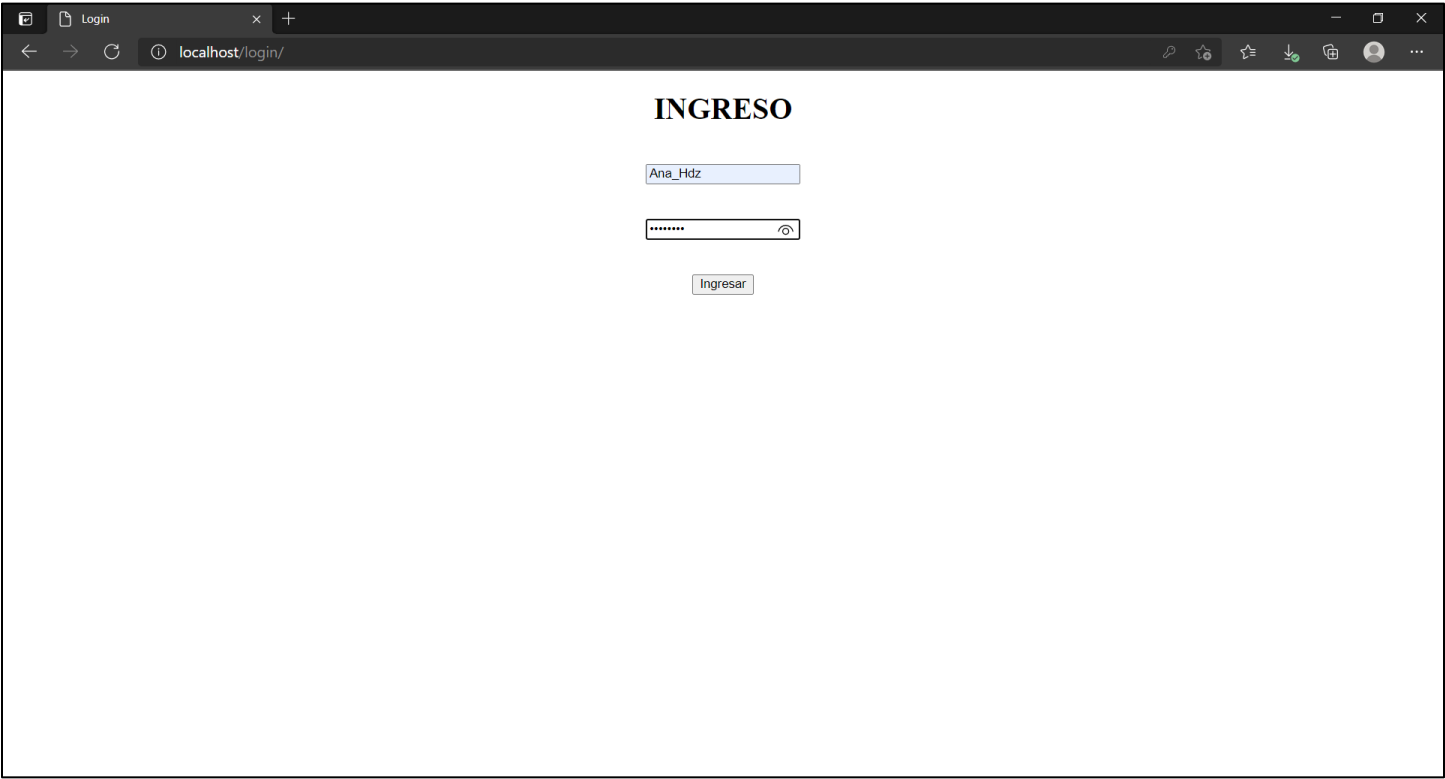 Login
localhost/login/
INGRESO
Ana_Hdz
••••••••
Ingresar